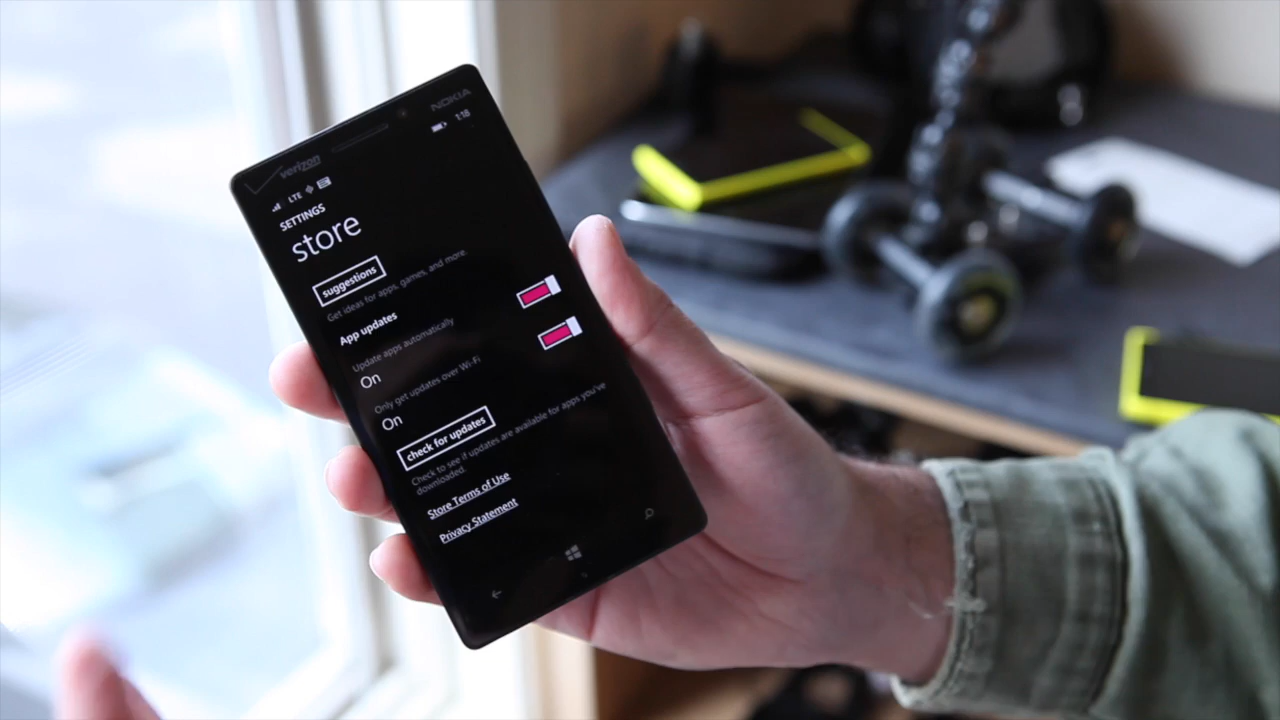 NOKIA
verizon
1:18
LTE
SETTINGS
store
suggestions
Get ideas for apps, games, and more.
App updates
Update apps automatically
On
Only get updates over Wi-Fi
On
check for updates
Check to see if updates are available for apps you've
downloaded.
Store Terms of Use
Privacy Statement